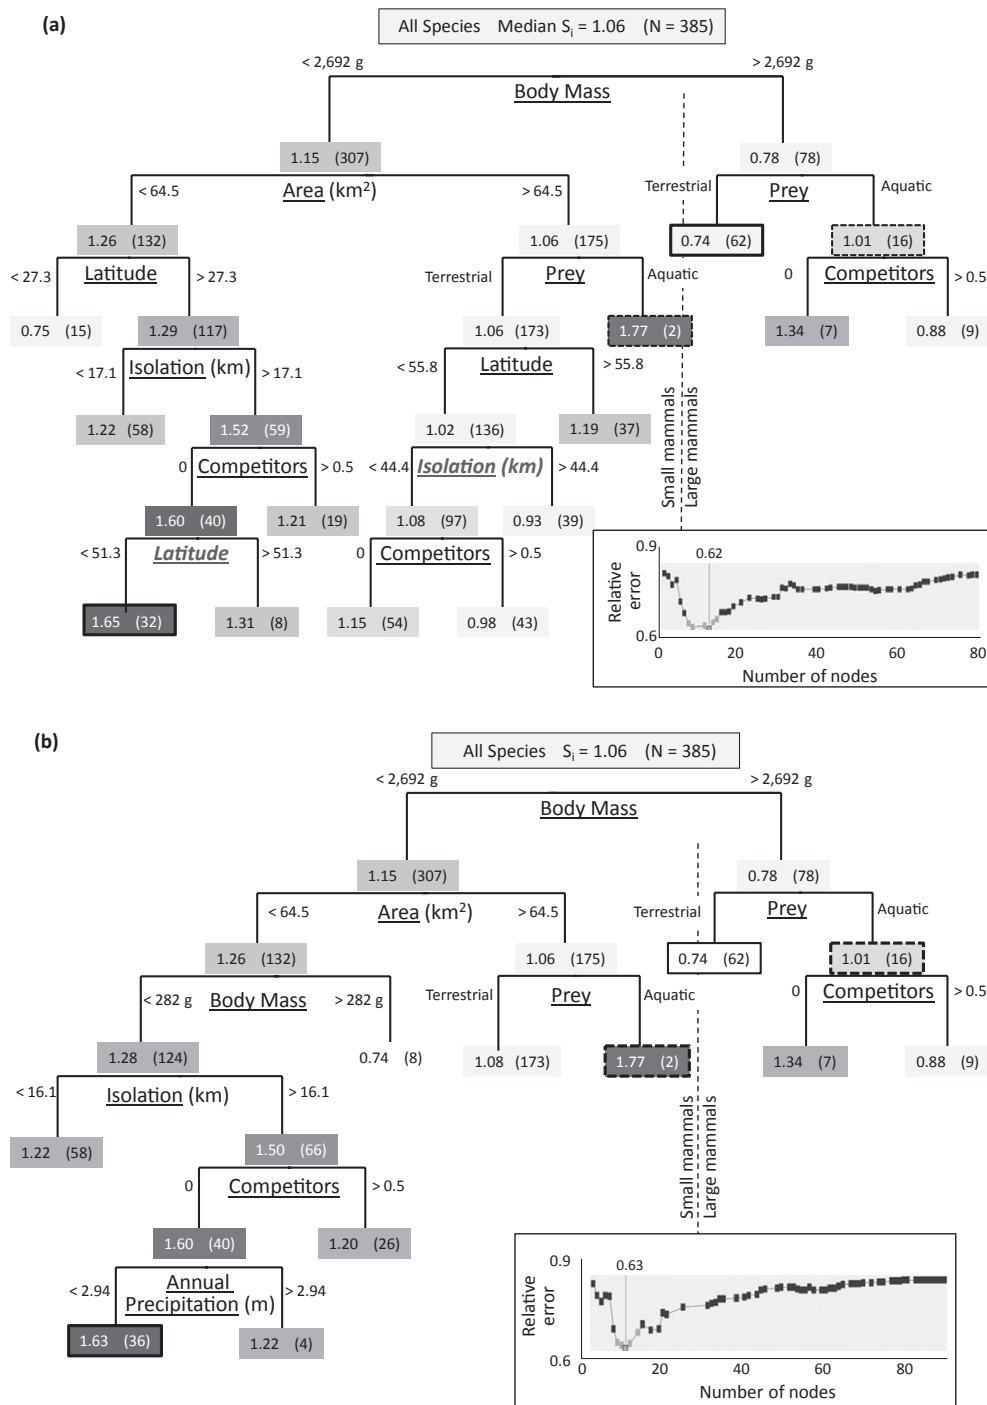 (a)
All Species Median Si = 1.06 (N = 385)
< 2,692 g > 2,692 g
Body Mass
1.15 (307) 0.78 (78)
< 64.5 Area (km²) > 64.5 Terrestrial Prey Aquatic
1.26 (132) 1.06 (175) 0.74 (62) 1.01 (16)
< 27.3 Latitude > 27.3 Terrestrial Prey Aquatic 0 Competitors > 0.5
0.75 (15) 1.29 (117) 1.06 (173) 1.77 (2) 1.34 (7) 0.88 (9)
< 17.1 Isolation (km) > 17.1 < 55.8 Latitude > 55.8
1.22 (58) 1.52 (59) 1.02 (136) 1.19 (37)
Small mammals
Large mammals
0 Competitors > 0.5 < 44.4 Isolation (km) > 44.4
1.60 (40) 1.21 (19) 1.08 (97) 0.93 (39)
< 51.3 Latitude > 51.3 0 Competitors > 0.5
1.65 (32) 1.31 (8) 1.15 (54) 0.98 (43)
0.9
0.62
Relative
error
0.6
0 20 40 60 80
Number of nodes
(b)
All Species Si = 1.06 (N = 385)
< 2,692 g > 2,692 g
Body Mass
1.15 (307) 0.78 (78)
< 64.5 Area (km²) > 64.5 Terrestrial Prey Aquatic
1.26 (132) 1.06 (175) 0.74 (62) 1.01 (16)
< 282 g Body Mass > 282 g Terrestrial Prey Aquatic 0 Competitors > 0.5
1.28 (124) 0.74 (8) 1.08 (173) 1.77 (2) 1.34 (7) 0.88 (9)
< 16.1 Isolation (km) > 16.1
1.22 (58) 1.50 (66)
Small mammals
Large mammals
0 Competitors > 0.5
1.60 (40) 1.20 (26)
< 2.94 Annual > 2.94
Precipitation (m)
1.63 (36) 1.22 (4)
0.9
0.63
Relative
error
0.6
0 20 40 60 80
Number of nodes